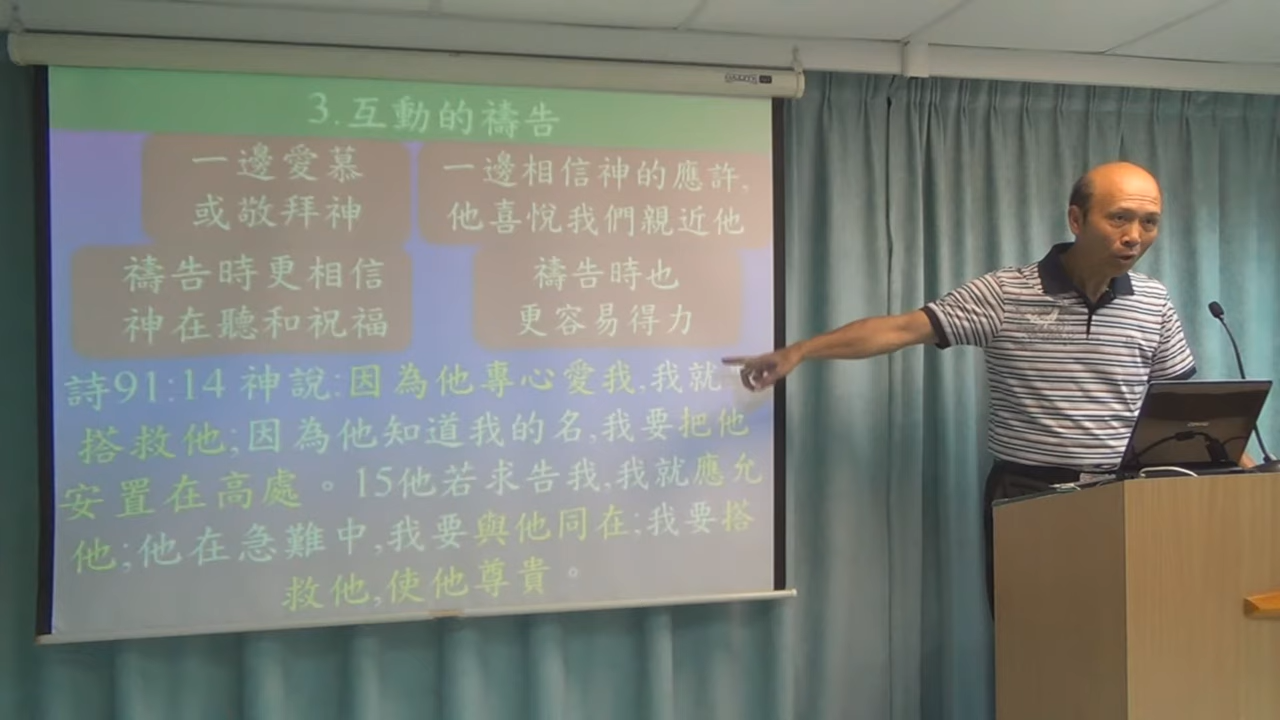 3.互動的禱告
一邊愛慕
或敬拜神
一邊相信神的應許,
他喜悅我們親近他
禱告時更相信
神在聽和祝福
禱告時也
更容易得力
詩91:14 神說:因為他專心愛我,我就
搭救他;因為他知道我的名,我要把他
安置在高處。15他若求告我,我就應允
他;他在急難中,我要與他同在;我要搭
救他,使他尊貴。